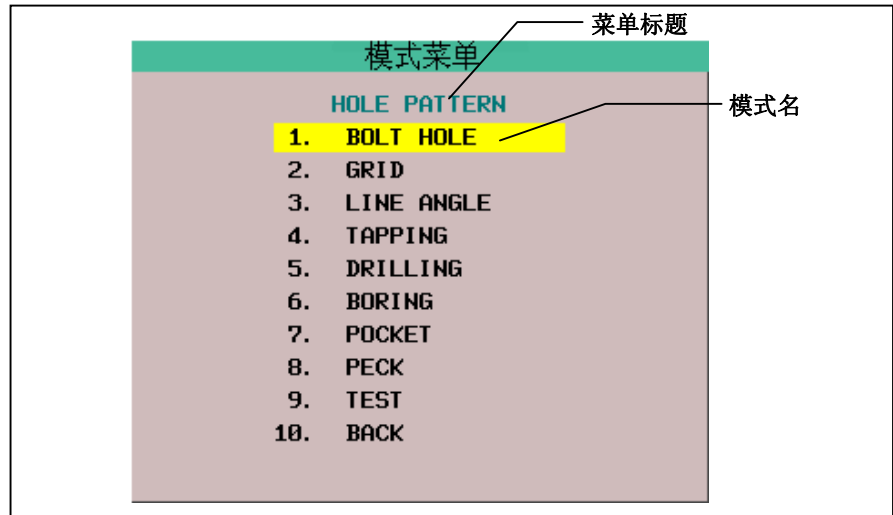 菜单标题
模式菜单
HOLE PATTERN
模式名
1. BOLT HOLE
2. GRID
3. LINE ANGLE
4. TAPPING
5. DRILLING
6. BORING
7. POCKET
8. PECK
9. TEST
10. BACK